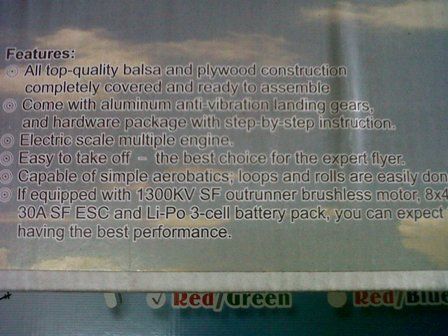 Features:
All top-quality balsa and plywood construction
completely covered and ready to assemble
Come with aluminum anti-vibration landing gears,
and hardware package with step-by-step instruction.
Electric scale multiple engine.
Easy to take off – the best choice for the expert flyer.
Capable of simple aerobatics; loops and rolls are easily don
If equipped with 1300KV SF outrunner brushless motor, 8x4
30A SF ESC and Li-Po 3-cell battery pack, you can expect
having the best performance.
Red/Green Red/Blue